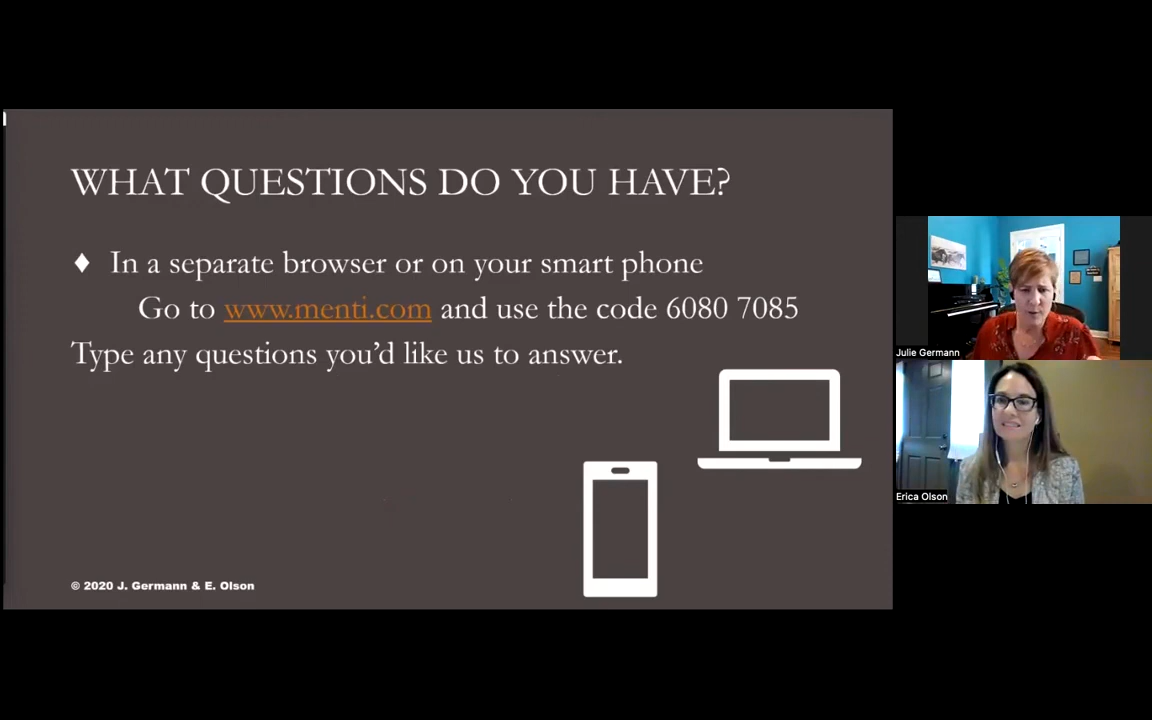 WHAT QUESTIONS DO YOU HAVE?
♦ In a separate browser or on your smart phone
Go to www.menti.com and use the code 6080 7085
Type any questions you'd like us to answer.
© 2020 J. Germann & E. Olson
Julie Germann
Erica Olson